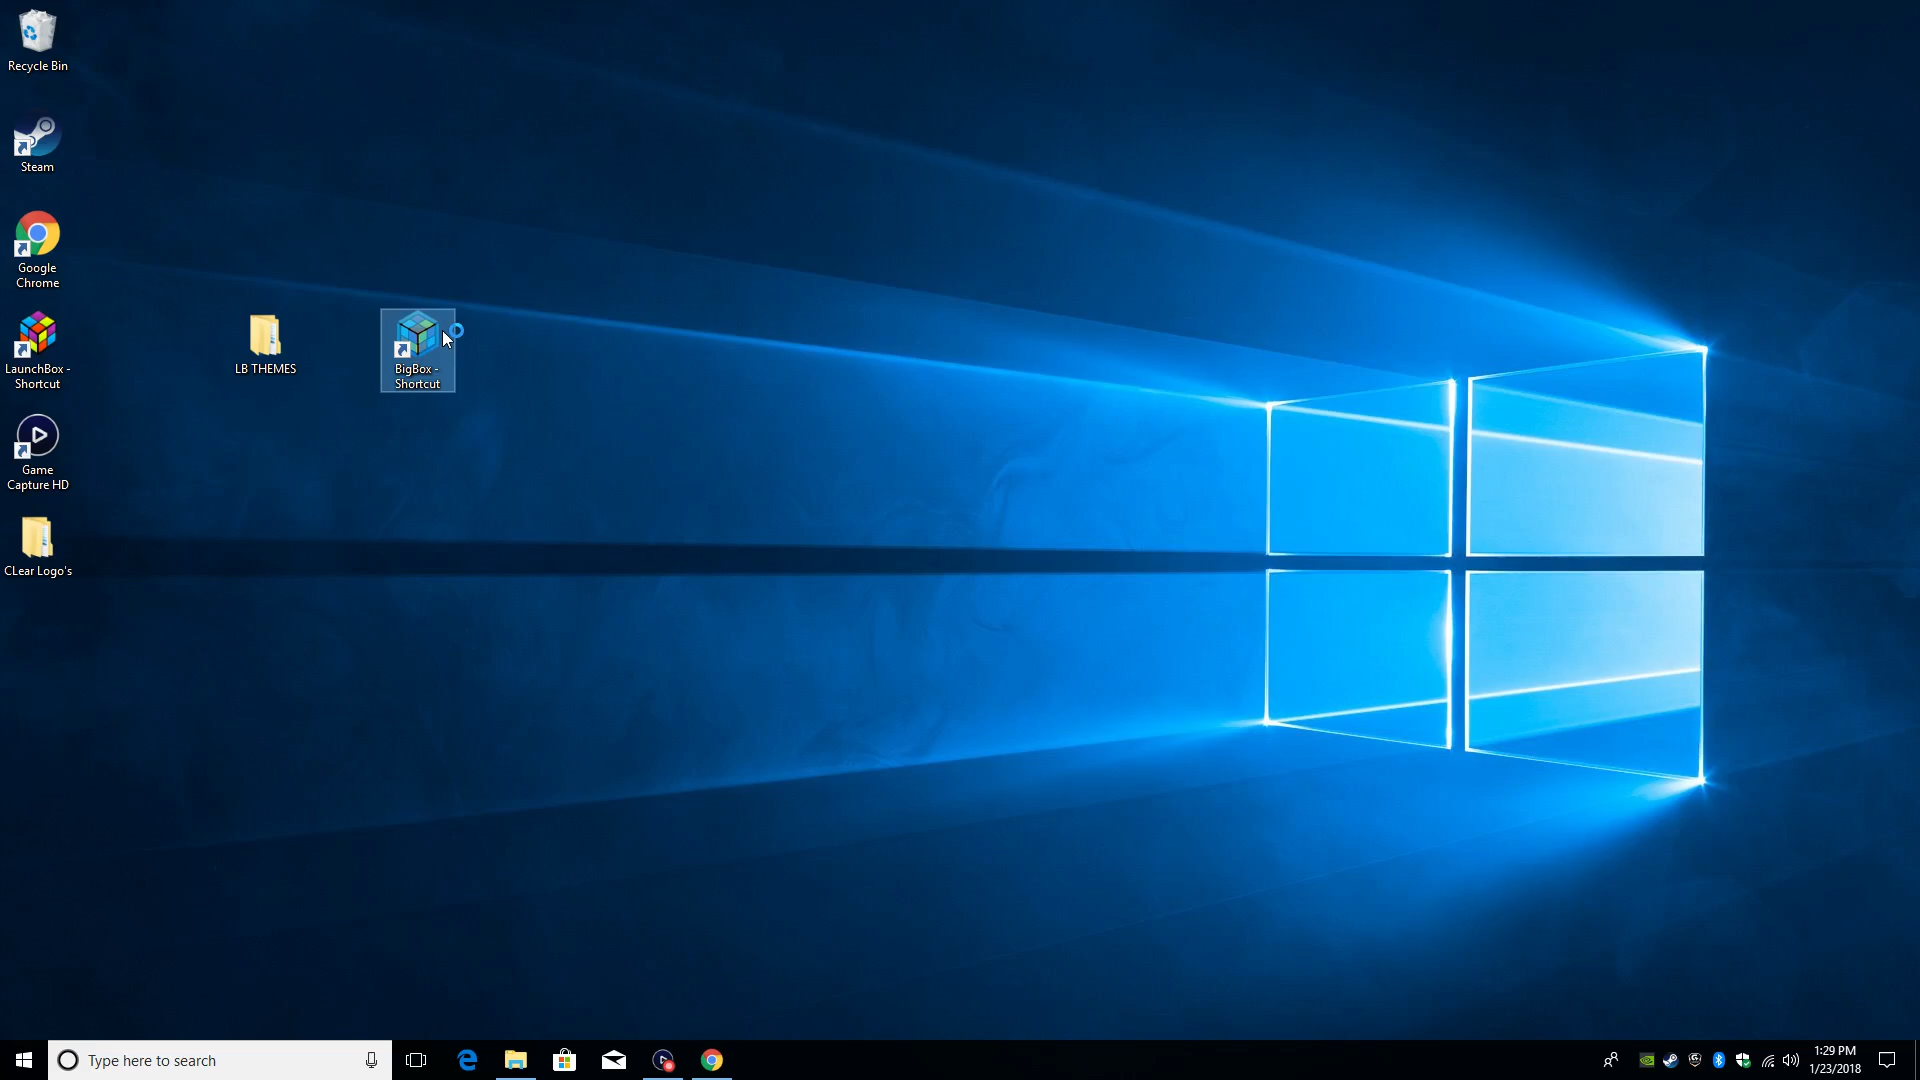 Recycle Bin
Steam
Google
Chrome
LaunchBox -
Shortcut
LB THEMES
BigBox -
Shortcut
Game
Capture HD
CLear Logo's
Type here to search
1:29 PM
1/23/2018